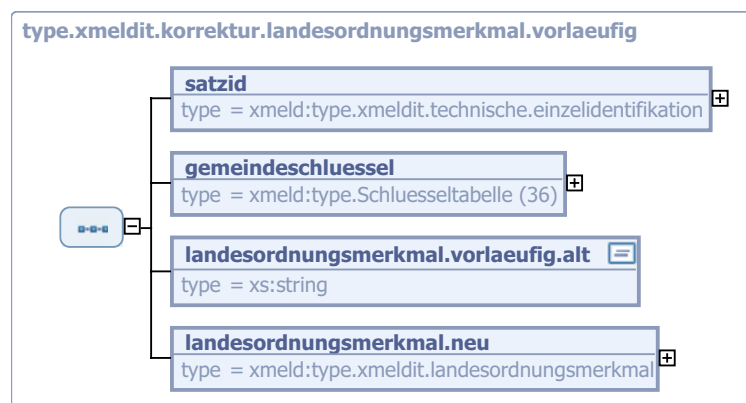 type.xmeldit.korrektur.landesordnungsmerkmal.vorlaeufig
satzid
type = xmeld:type.xmeldit.technische.einzelidentifikation
gemeindeschluessel
type = xmeld:type.Schluesseltabelle (36)
landesordnungsmerkmal.vorlaeufig.alt
type = xs:string
landesordnungsmerkmal.neu
type = xmeld:type.xmeldit.landesordnungsmerkmal